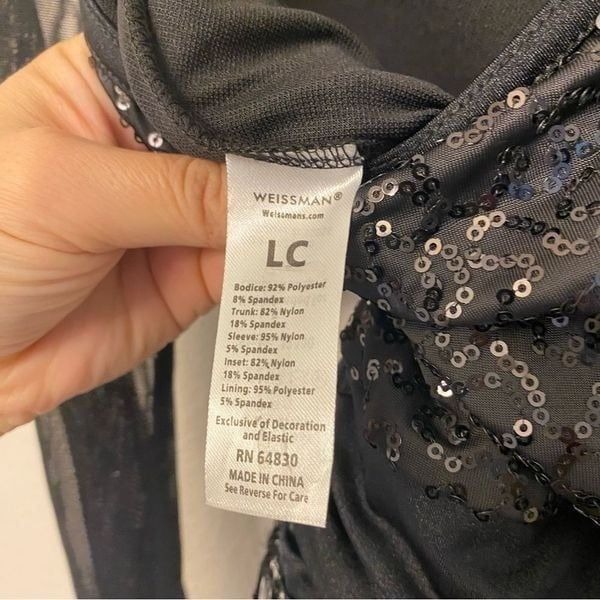 WEISSMAN®
Weissmans.com
LC
Bodice: 92% Polyester
8% Spandex
Trunk: 82% Nylon
18% Spandex
Sleeve: 95% Nylon
5% Spandex
Inset: 82% Nylon
18% Spandex
Lining: 95% Polyester
5% Spandex
Exclusive of Decoration
and Elastic
RN 64830
MADE IN CHINA
See Reverse For Care